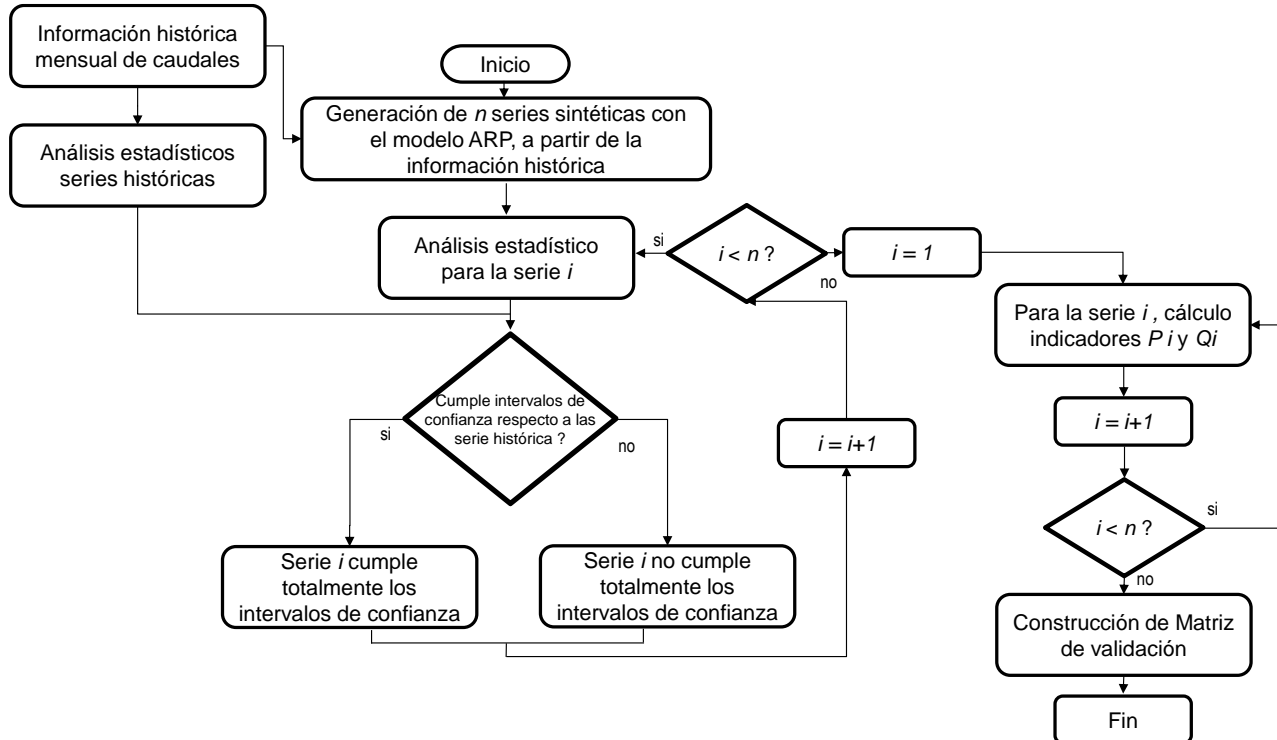 Información histórica
mensual de caudales
Inicio
Generación de n series sintéticas con
el modelo ARP, a partir de la
información histórica
Análisis estadísticos
series históricas
Análisis estadístico
para la serie i
si
i < n ?
no
i = 1
Para la serie i , cálculo
indicadores P i y Qi
Cumple intervalos de
confianza respecto a las
serie histórica ?
si
no
i = i+1
i = i+1
i < n ?
si
no
Serie i cumple
totalmente los
intervalos de confianza
Serie i no cumple
totalmente los
intervalos de confianza
Construcción de Matriz
de validación
Fin